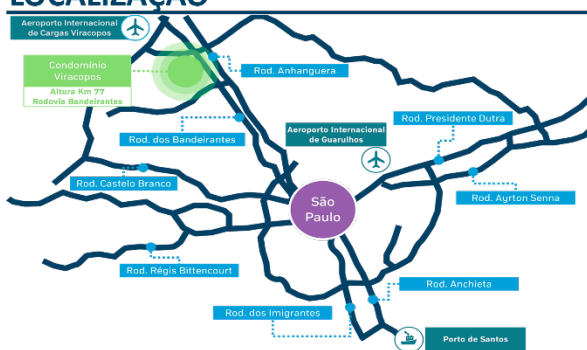 LOCALIZAÇÃO
Aeroporto Internacional
de Cargas Viracopos
Condomínio
Viracopos
Altura Km 77
Rodovia Bandeirantes
Rod. Anhanguera
Rod. dos Bandeirantes
Aeroporto Internacional
de Guarulhos
Rod. Presidente Dutra
Rod. Castelo Branco
Rod. Ayrton Senna
São
Paulo
Rod. Régis Bittencourt
Rod. Anchieta
Rod. dos Imigrantes
Porto de Santos